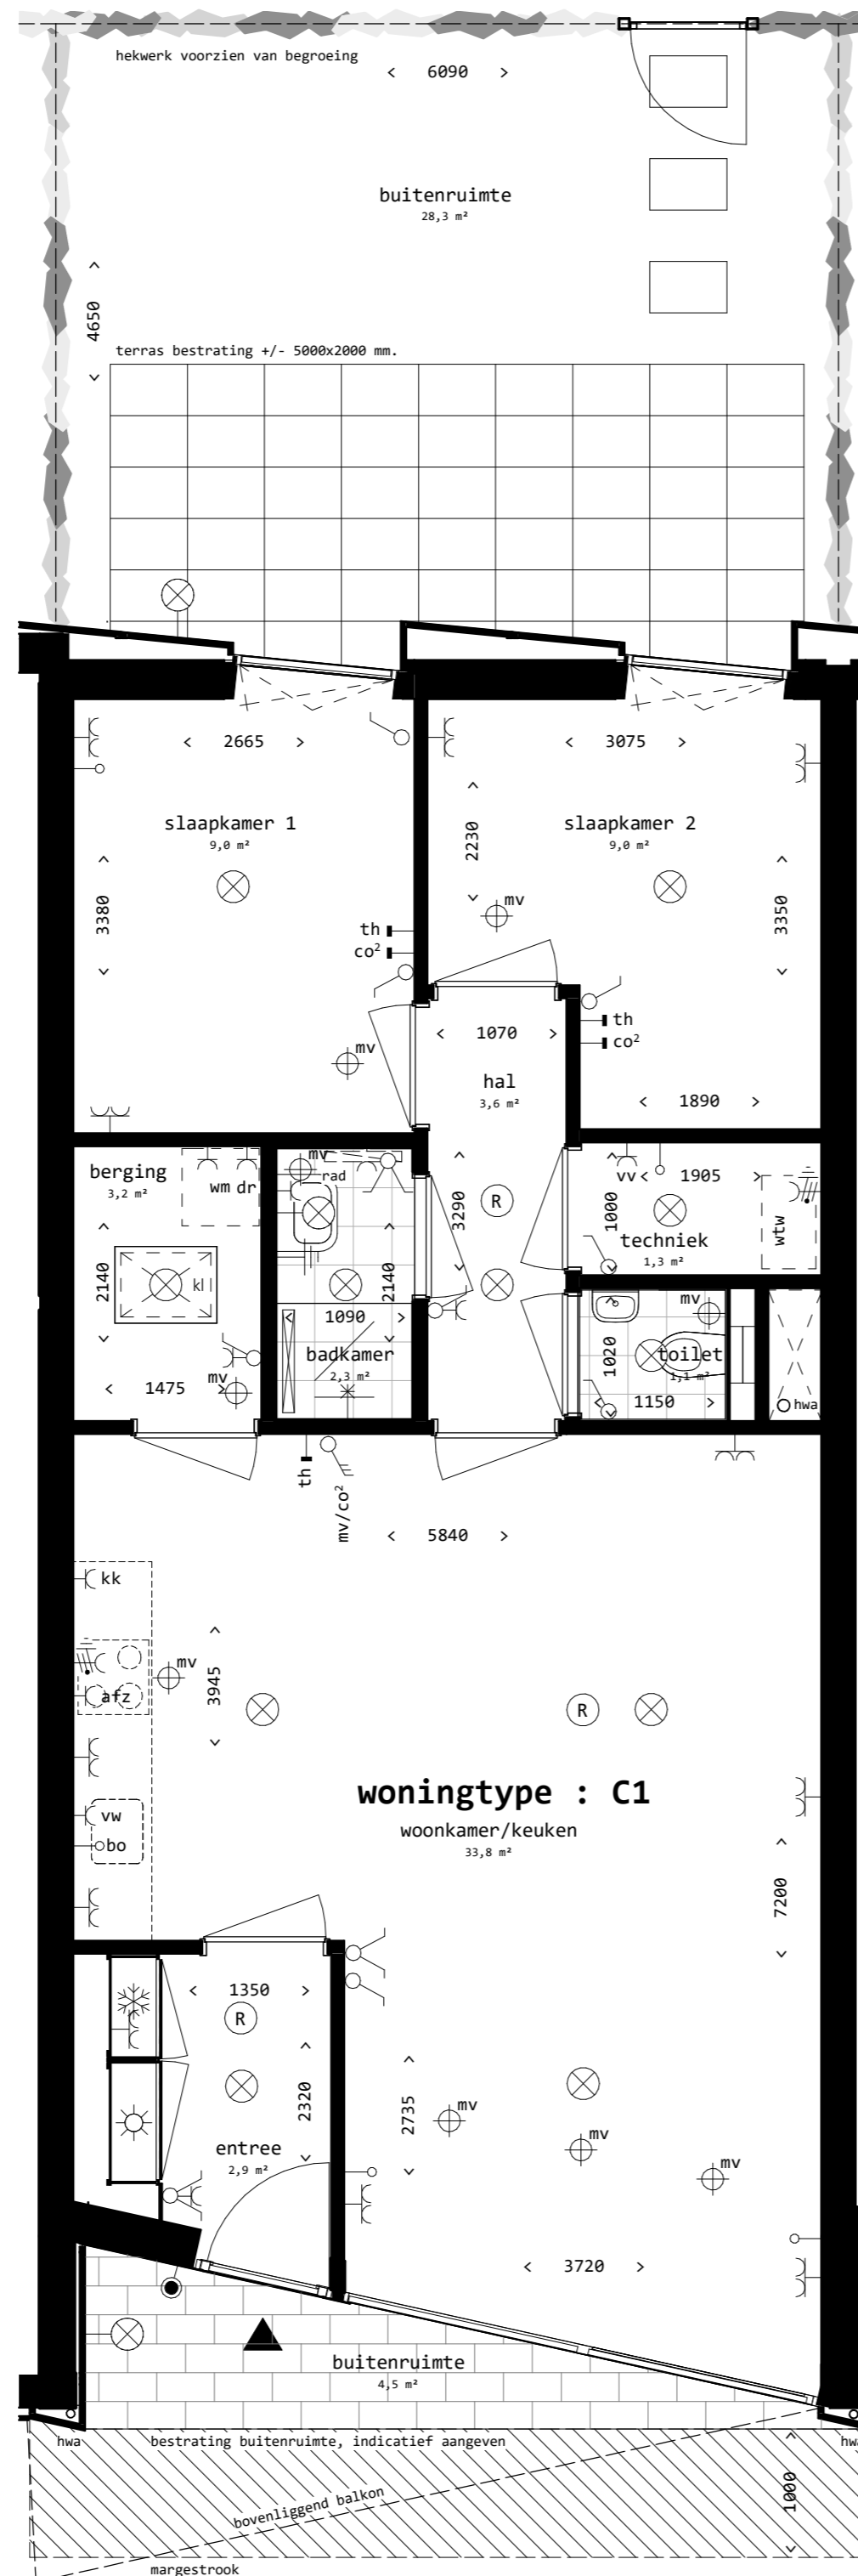 hekwerk voorzien van begroeing
< 6090 >
buitenruimte
28,3 m²
< 4650 >
terras bestrating +/- 5000x2000 mm.
< 2665 >
< 3075 >
slaapkamer 1
9,0 m²
< 2230 >
slaapkamer 2
9,0 m²
< 3380 >
mv
< 3350 >
th
co²
< 1070 >
th
co²
mv
hal
3,6 m²
< 1890 >
berging
3,2 m²
wm dr
mv
rad
< 3290 >
R
vv
< 1905 >
< 1000 >
techniek
1,3 m²
wtw
< 2140 >
kl
< 2140 >
< 1090 >
badkamer
2,3 m²
mv
< 1020 >
toilet
1,1 m²
< 1475 >
mv
< 1150 >
hwa
th
mv/co²
< 5840 >
kk
mv
afz
< 3945 >
R
woningtype : C1
woonkamer/keuken
33,8 m²
vw
bo
< 7200 >
< 1350 >
R
< 2320 >
< 2735 >
mv
mv
mv
entree
2,9 m²
< 3720 >
buitenruimte
4,5 m²
hwa
bestrating buitenruimte, indicatief aangeven
hwa
< 1000 >
bovenliggend balkon
margestrook